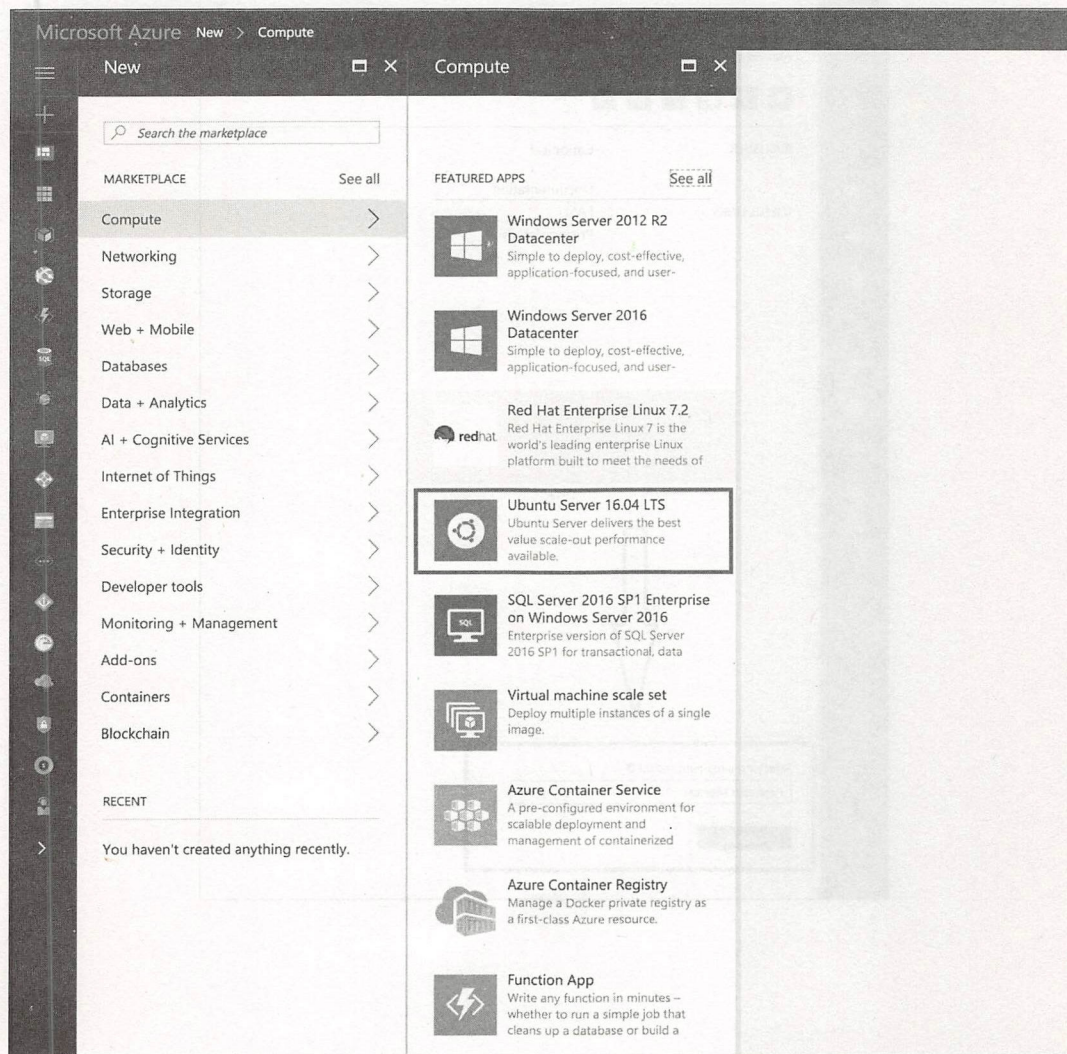 Microsoft Azure New > Compute
New
Search the marketplace
MARKETPLACE See all
Compute
Networking
Storage
Web + Mobile
Databases
Data + Analytics
AI + Cognitive Services
Internet of Things
Enterprise Integration
Security + Identity
Developer tools
Monitoring + Management
Add-ons
Containers
Blockchain
RECENT
You haven't created anything recently.
Compute
FEATURED APPS See all
Windows Server 2012 R2
Datacenter
Simple to deploy, cost-effective,
application-focused, and user-
Windows Server 2016
Datacenter
Simple to deploy, cost-effective,
application-focused, and user-
redhat
Red Hat Enterprise Linux 7.2
Red Hat Enterprise Linux 7 is the
world's leading enterprise Linux
platform built to meet the needs of
Ubuntu Server 16.04 LTS
Ubuntu Server delivers the best
value scale-out performance
available.
SQL
SQL Server 2016 SP1 Enterprise
on Windows Server 2016
Enterprise version of SQL Server
2016 SP1 for transactional, data
Virtual machine scale set
Deploy multiple instances of a single
image.
Azure Container Service
A pre-configured environment for
scalable deployment and
management of containerized
Azure Container Registry
Manage a Docker private registry as
a first-class Azure resource.
Function App
Write any function in minutes –
whether to run a simple job that
cleans up a database or build a